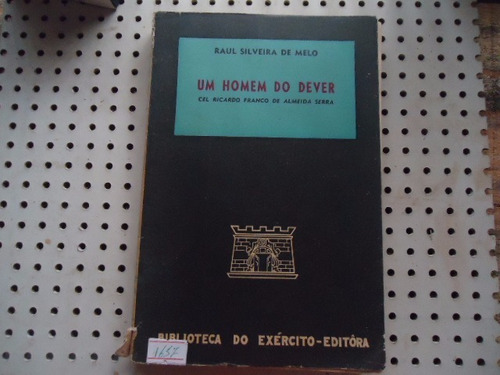 RAUL SILVEIRA DE MELO
UM HOMEM DO DEVER
CEL RICARDO FRANCO DE ALMEIDA SERRA
BIBLIOTECA DO EXÉRCITO-EDITÔRA